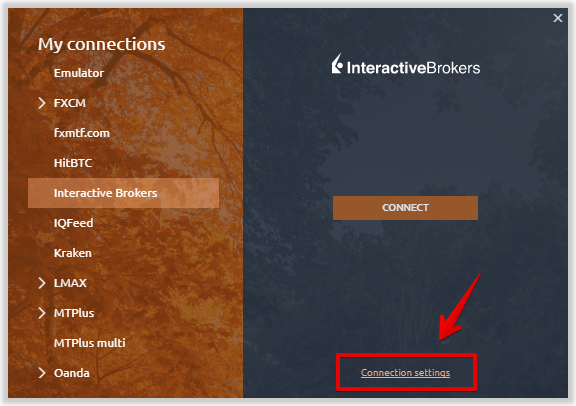 My connections
Emulator
FXCM
fxmtf.com
HitBTC
Interactive Brokers
IQFeed
Kraken
LMAX
MTPlus
MTPlus multi
Oanda
InteractiveBrokers
CONNECT
Connection settings